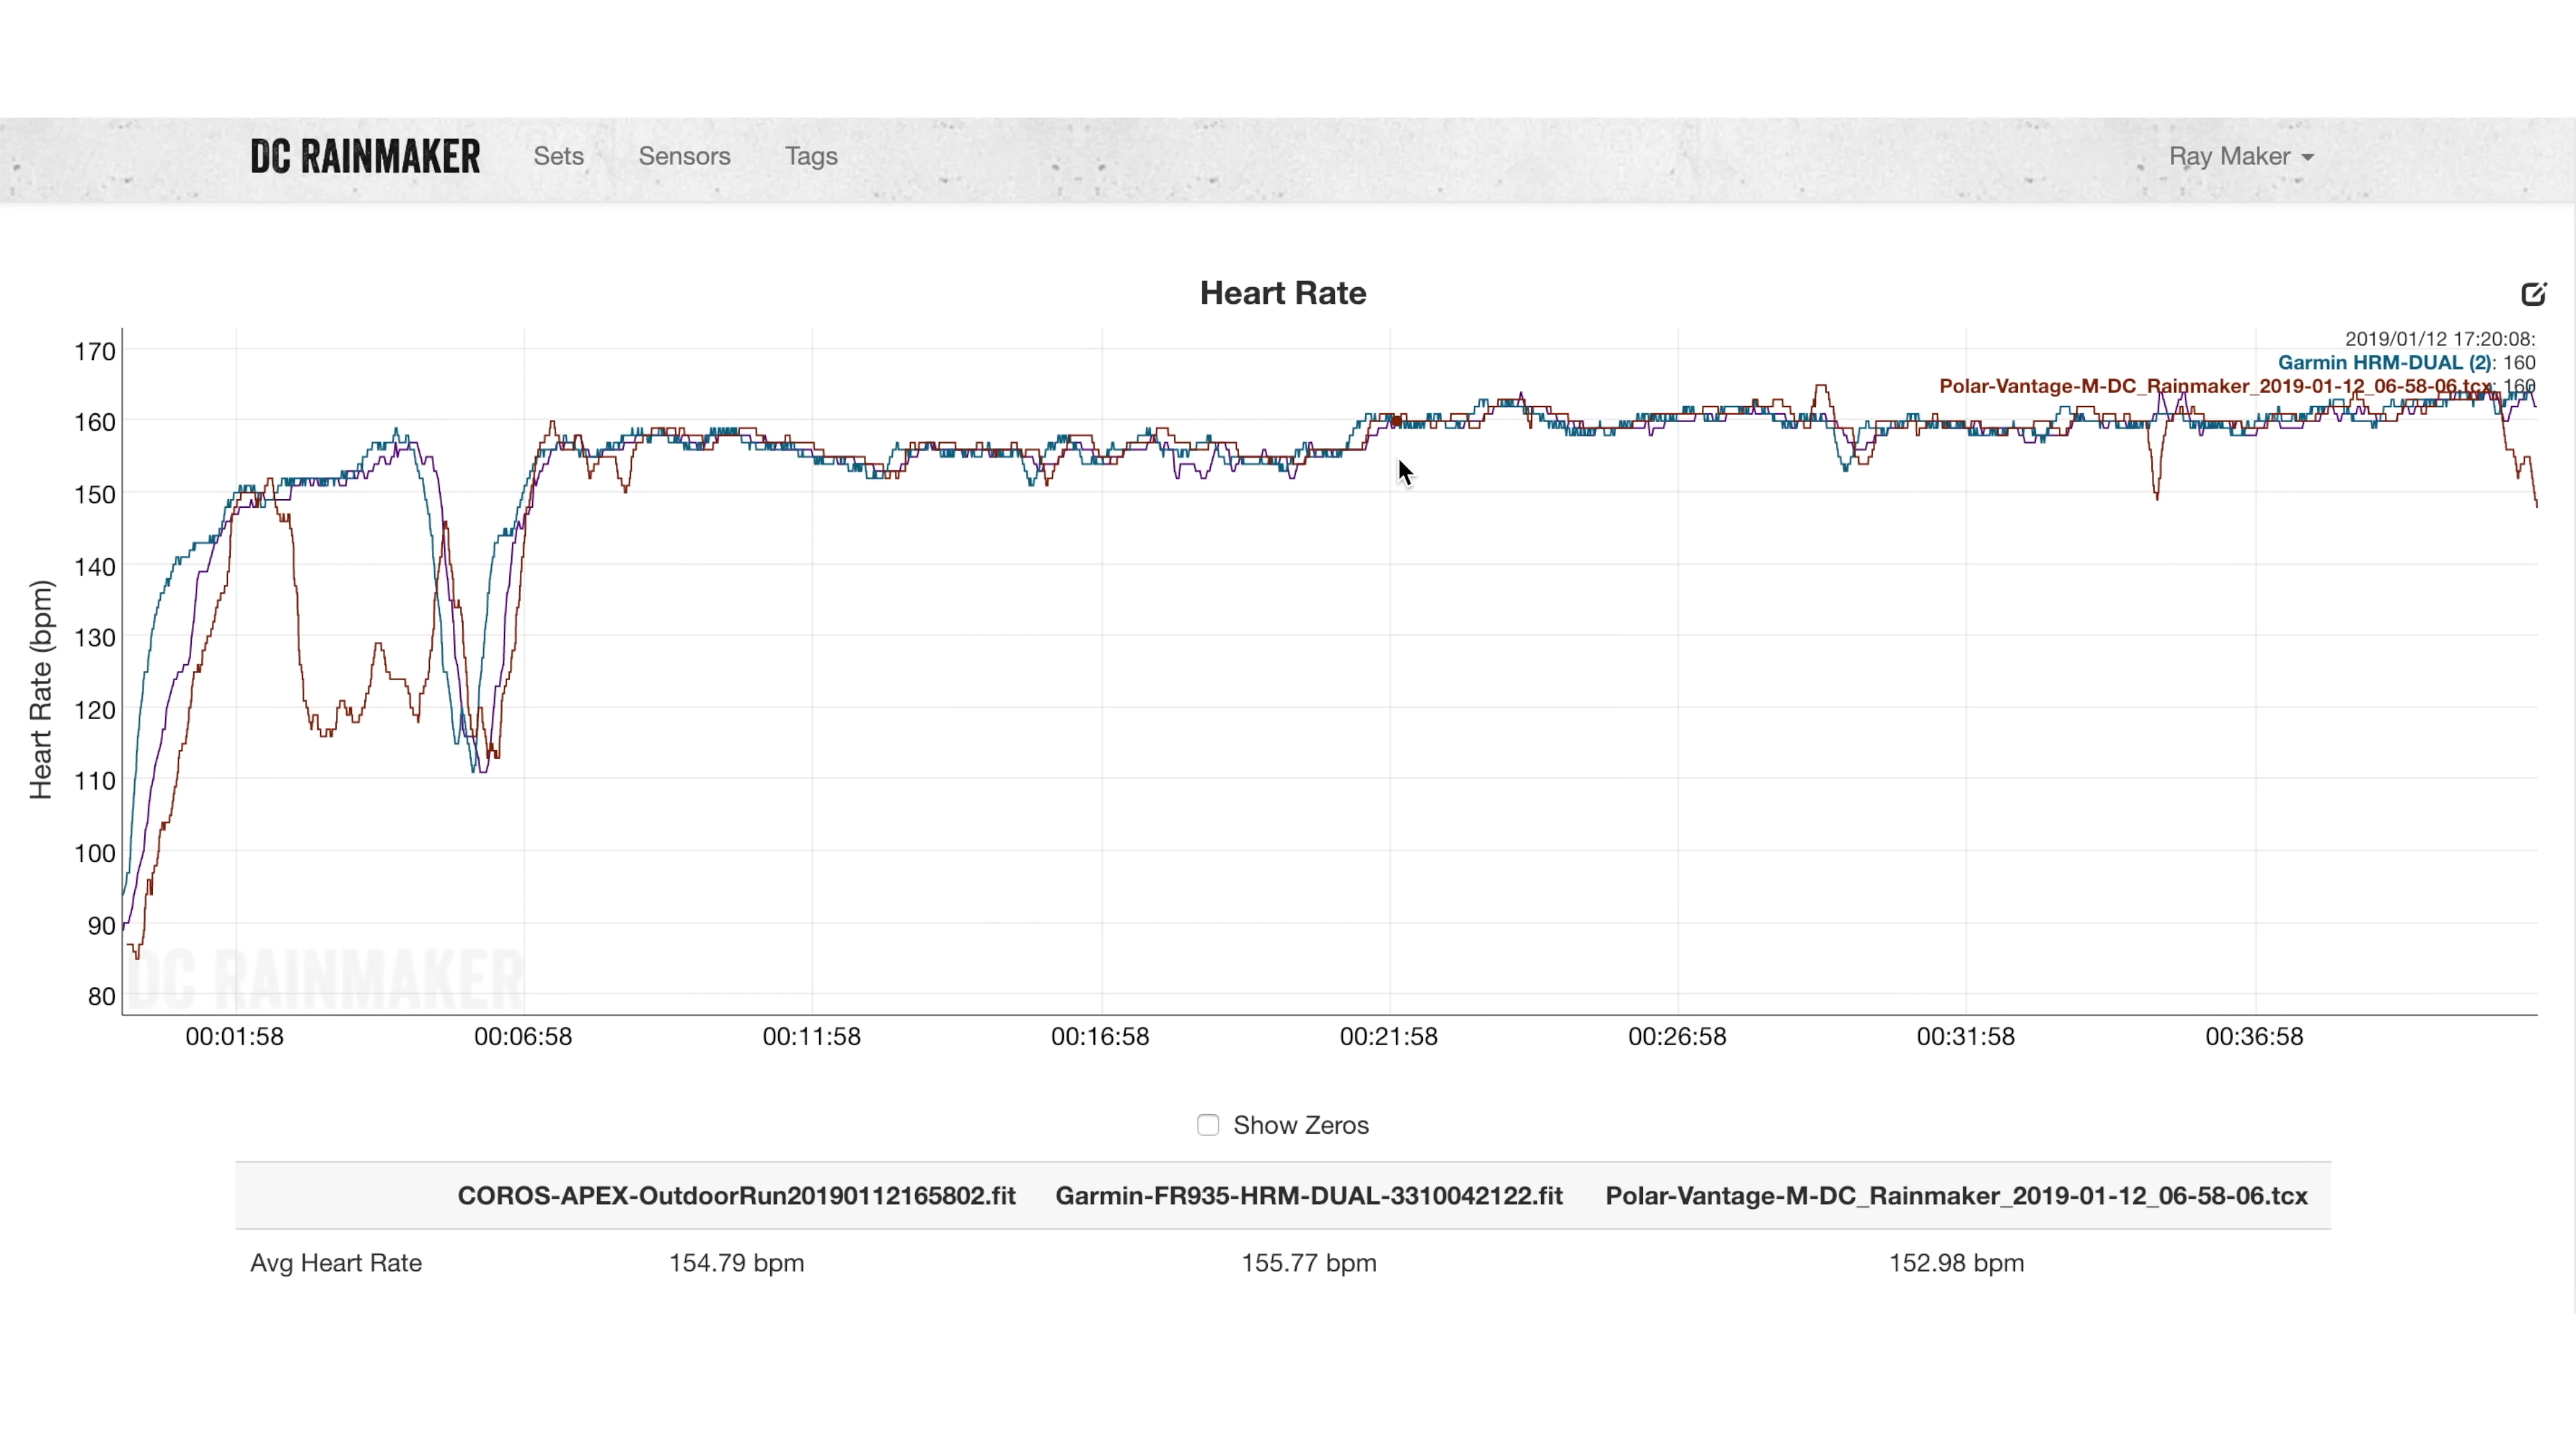 DC RAINMAKER Sets Sensors Tags Ray Maker
Heart Rate
2019/01/12 17:20:08:
Garmin HRM-DUAL (2): 160
Polar-Vantage-M-DC_Rainmaker_2019-01-12_06-58-06.tcx: 160
170
160
150
140
130
120
110
100
90
80
Heart Rate (bpm)
DC RAINMAKER
00:01:58 00:06:58 00:11:58 00:16:58 00:21:58 00:26:58 00:31:58 00:36:58
Show Zeros
COROS-APEX-OutdoorRun20190112165802.fit Garmin-FR935-HRM-DUAL-3310042122.fit Polar-Vantage-M-DC_Rainmaker_2019-01-12_06-58-06.tcx
Avg Heart Rate 154.79 bpm 155.77 bpm 152.98 bpm